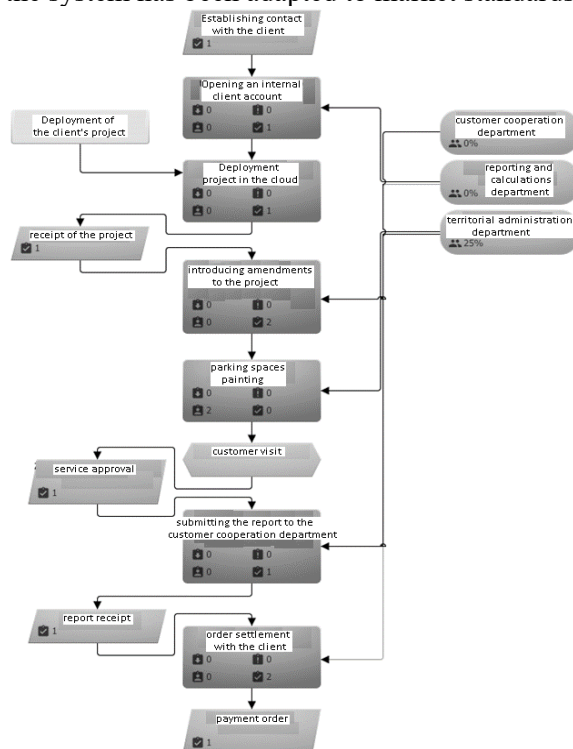 the system has been adapted to market standards
Establishing contact
with the client
1
Opening an internal
client account
0 0
0 1
Deployment of
the client's project
customer cooperation
department
0%
Deployment
project in the cloud
0 0
0 1
reporting and
calculations
department
0%
receipt of the project
1
territorial administration
department
25%
introducing amendments
to the project
0 0
0 2
parking spaces
painting
0 0
2 0
customer visit
service approval
1
submitting the report to the
customer cooperation department
0 0
0 1
report receipt
1
order settlement
with the client
0 0
0 2
payment order
1